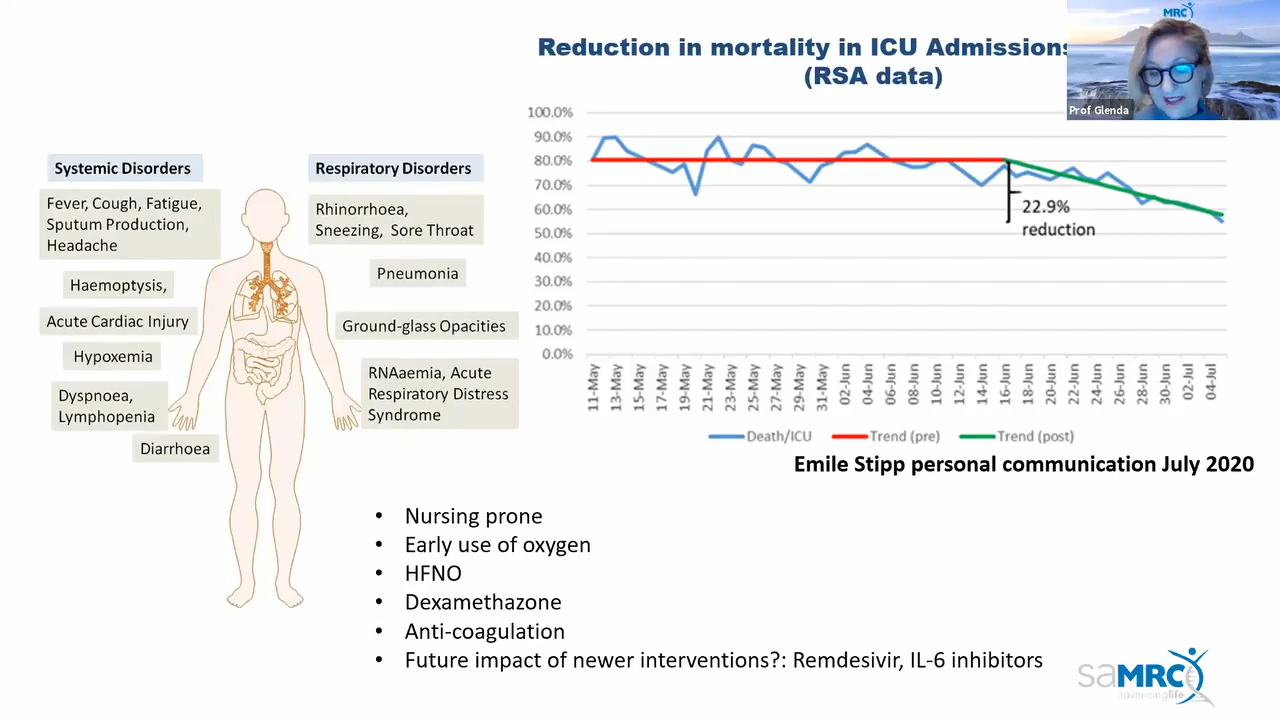 MRC
Prof Glenda
Reduction in mortality in ICU Admissions
(RSA data)
Systemic Disorders
Fever, Cough, Fatigue,
Sputum Production,
Headache
Haemoptysis,
Acute Cardiac Injury
Hypoxemia
Dyspnoea,
Lymphopenia
Diarrhoea
Respiratory Disorders
Rhinorrhoea,
Sneezing, Sore Throat
Pneumonia
Ground-glass Opacities
RNAaemia, Acute
Respiratory Distress
Syndrome
100.0%
90.0%
80.0%
70.0%
60.0%
50.0%
40.0%
30.0%
20.0%
10.0%
0.0%
22.9%
reduction
11-May
13-May
15-May
17-May
19-May
21-May
23-May
25-May
27-May
29-May
31-May
02-Jun
04-Jun
06-Jun
08-Jun
10-Jun
12-Jun
14-Jun
16-Jun
18-Jun
20-Jun
22-Jun
24-Jun
26-Jun
28-Jun
30-Jun
02-Jul
04-Jul
Death/ICU Trend (pre) Trend (post)
Emile Stipp personal communication July 2020
• Nursing prone
• Early use of oxygen
• HFNO
• Dexamethazone
• Anti-coagulation
• Future impact of newer interventions?: Remdesivir, IL-6 inhibitors
saMRC
advancinglife